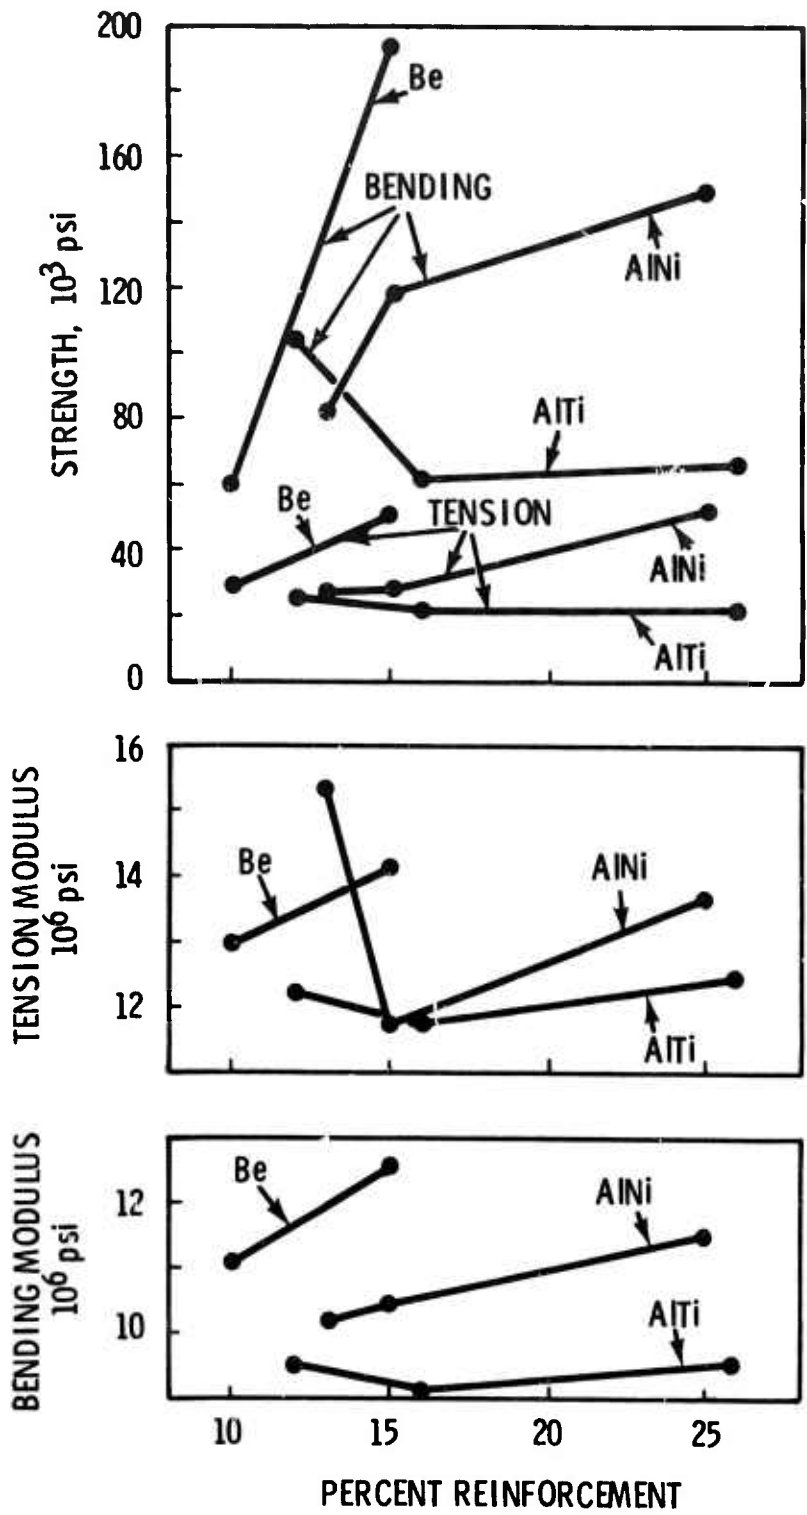 200
160
120
80
40
0
STRENGTH, 10³ psi
Be
BENDING
AlNi
AlTi
Be
TENSION
AlNi
AlTi
16
14
12
TENSION MODULUS
10⁶ psi
Be
AlNi
AlTi
12
10
BENDING MODULUS
10⁶ psi
Be
AlNi
AlTi
10 15 20 25
PERCENT REINFORCEMENT